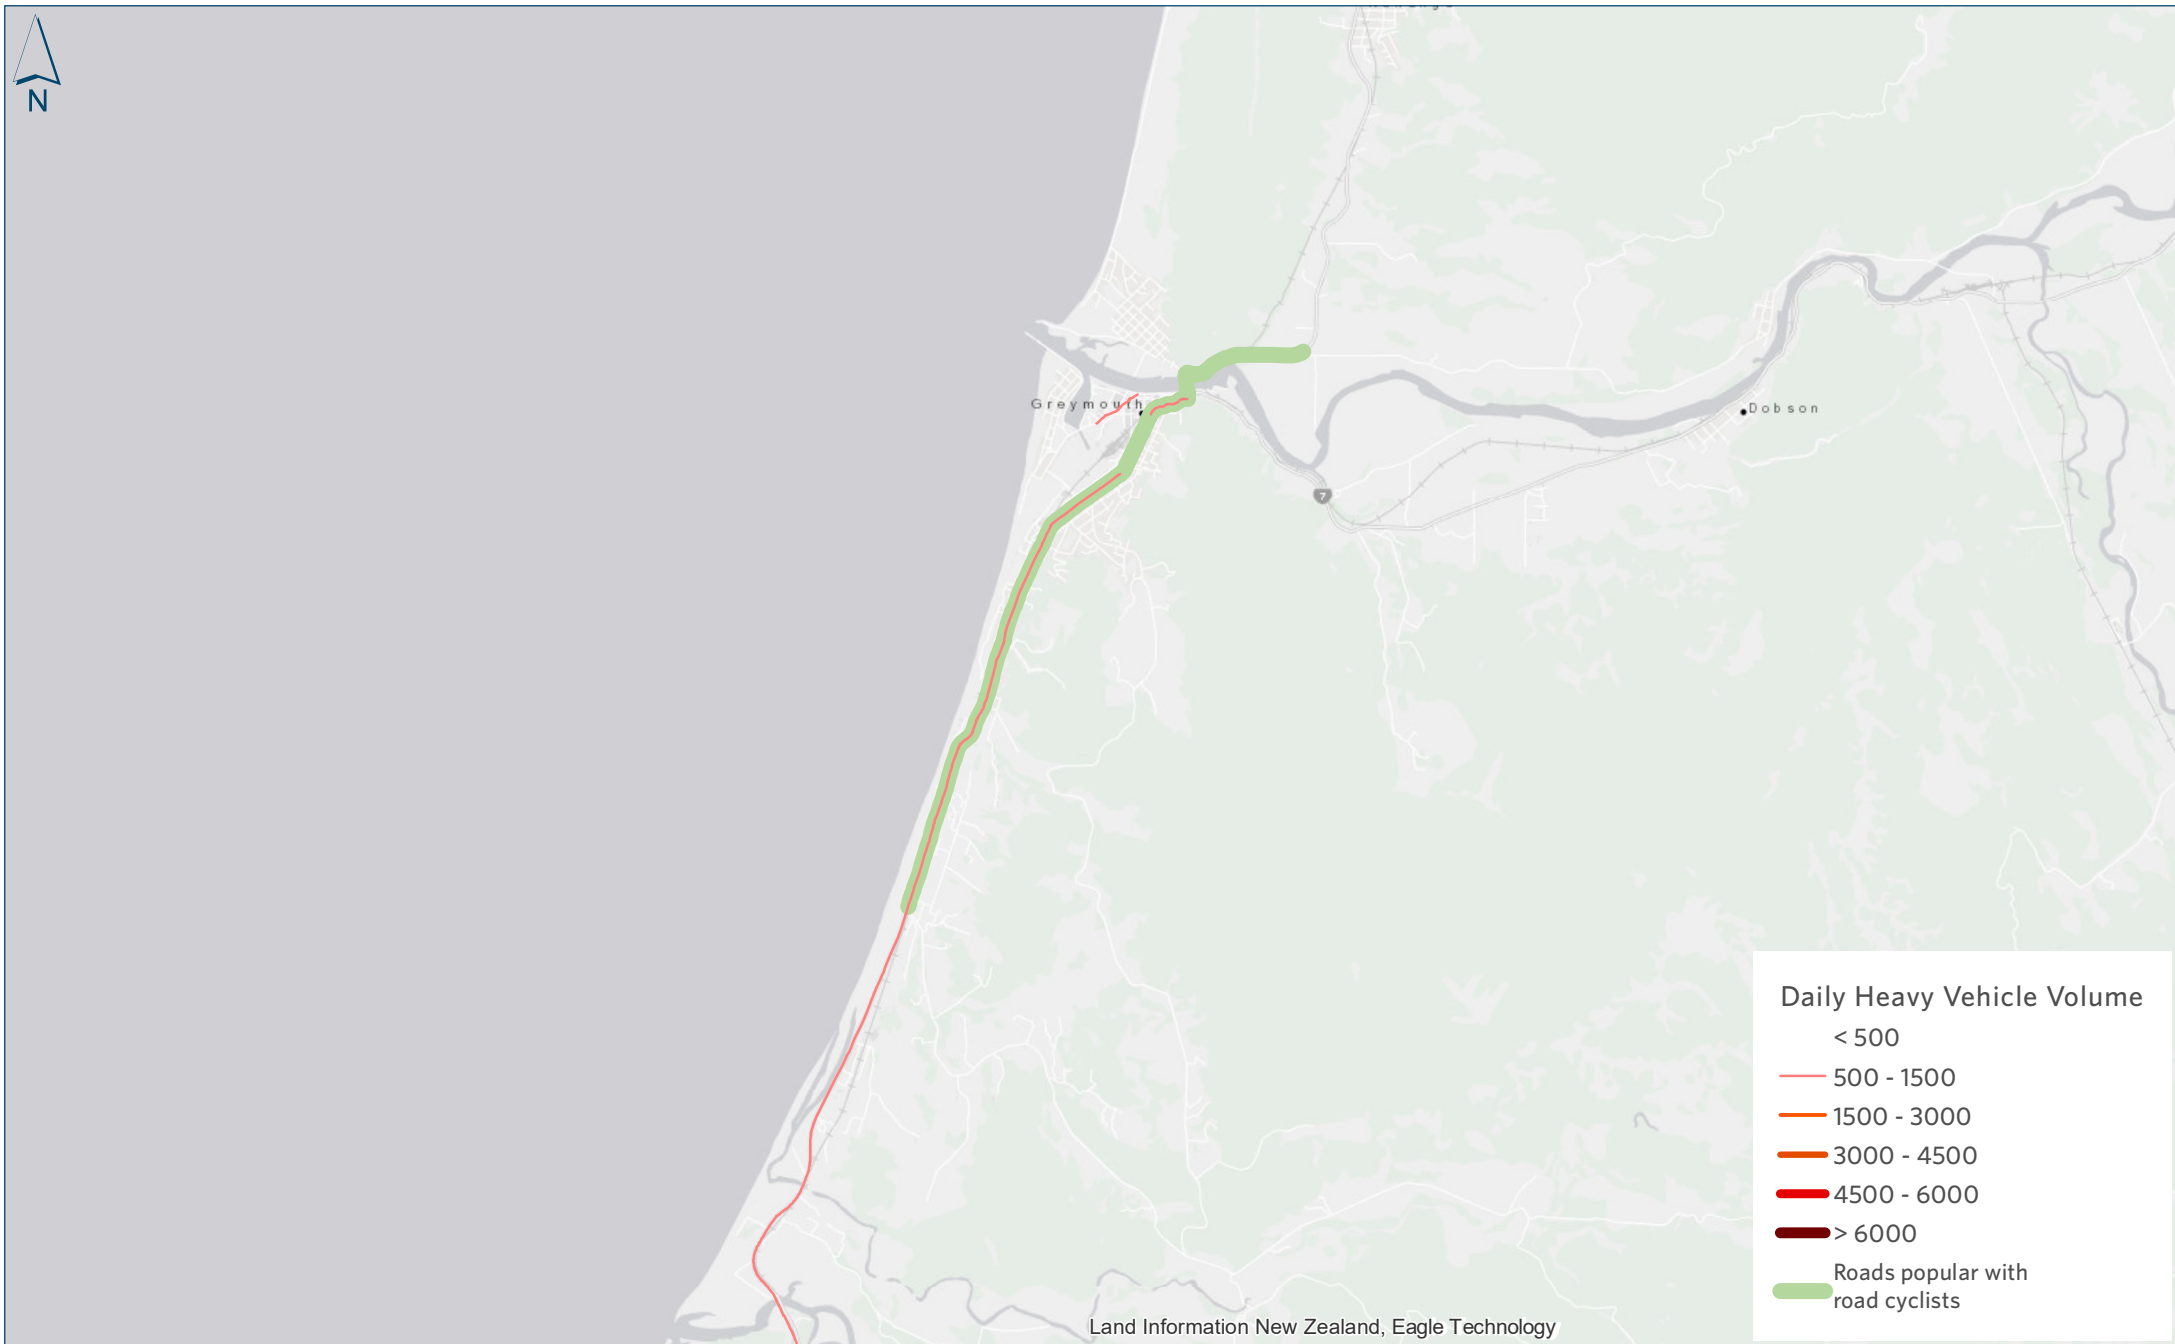 N
Greymouth
Dobson
7
Daily Heavy Vehicle Volume
< 500
500 - 1500
1500 - 3000
3000 - 4500
4500 - 6000
> 6000
Roads popular with
road cyclists
Land Information New Zealand, Eagle Technology